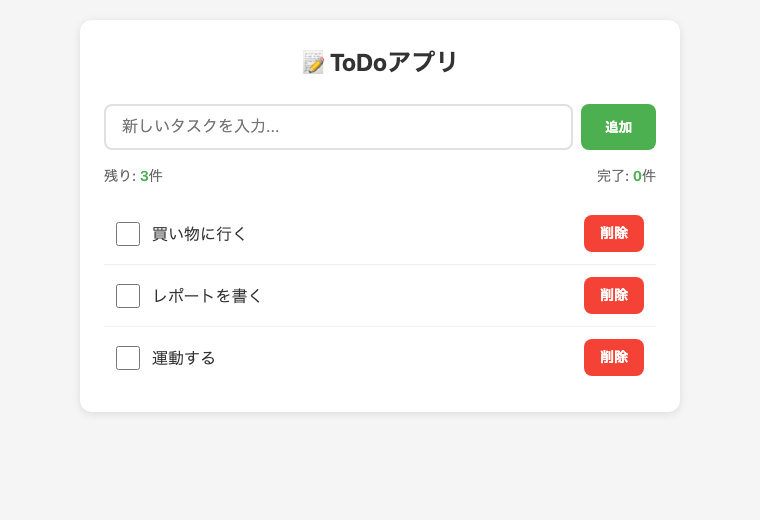 📝 ToDoアプリ
新しいタスクを入力...
追加
残り: 3件
完了: 0件
買い物に行く
削除
レポートを書く
削除
運動する
削除